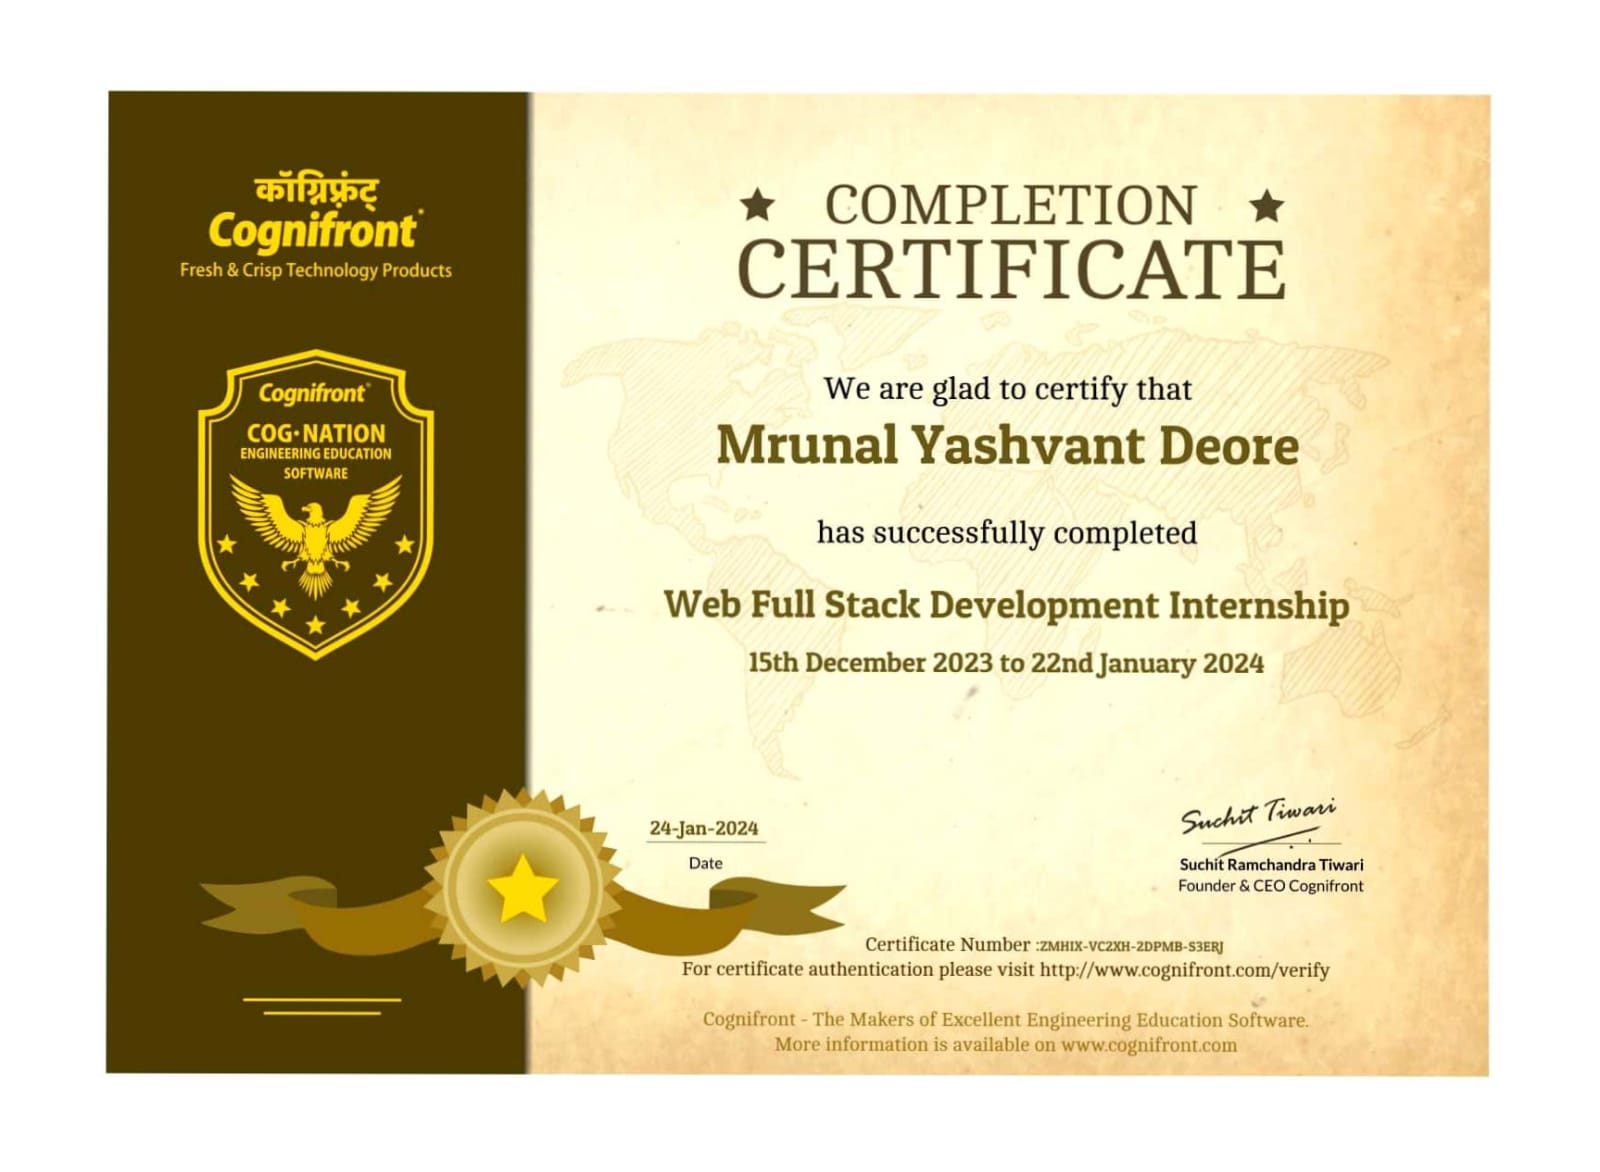 कॉग्निफ़्रंट्
Cognifront®
Fresh & Crisp Technology Products
Cognifront®
COG•NATION
ENGINEERING EDUCATION
SOFTWARE
COMPLETION
CERTIFICATE
We are glad to certify that
Mrunal Yashvant Deore
has successfully completed
Web Full Stack Development Internship
15th December 2023 to 22nd January 2024
24-Jan-2024
Date
Suchit Tiwari
Suchit Ramchandra Tiwari
Founder & CEO Cognifront
Certificate Number :ZMHIX-VC2XH-2DPMB-S3ERJ
For certificate authentication please visit http://www.cognifront.com/verify
Cognifront - The Makers of Excellent Engineering Education Software.
More information is available on www.cognifront.com